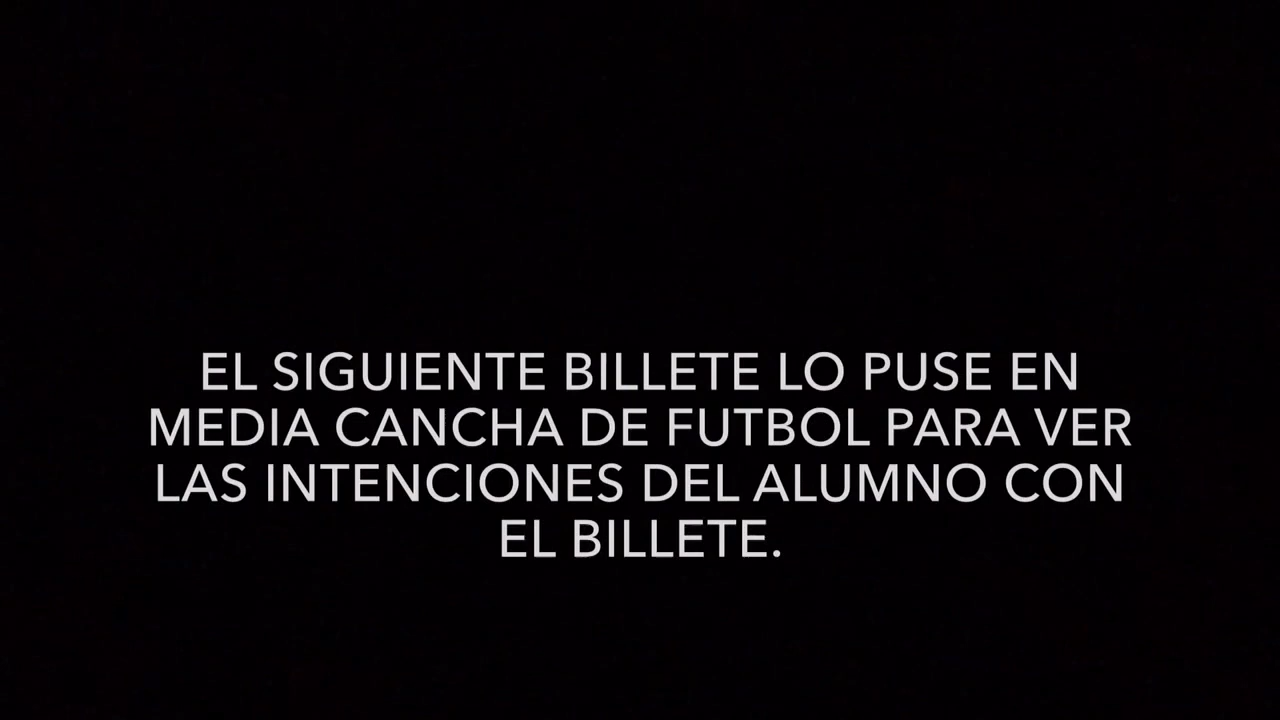 EL SIGUIENTE BILLETE LO PUSE EN
MEDIA CANCHA DE FUTBOL PARA VER
LAS INTENCIONES DEL ALUMNO CON
EL BILLETE.